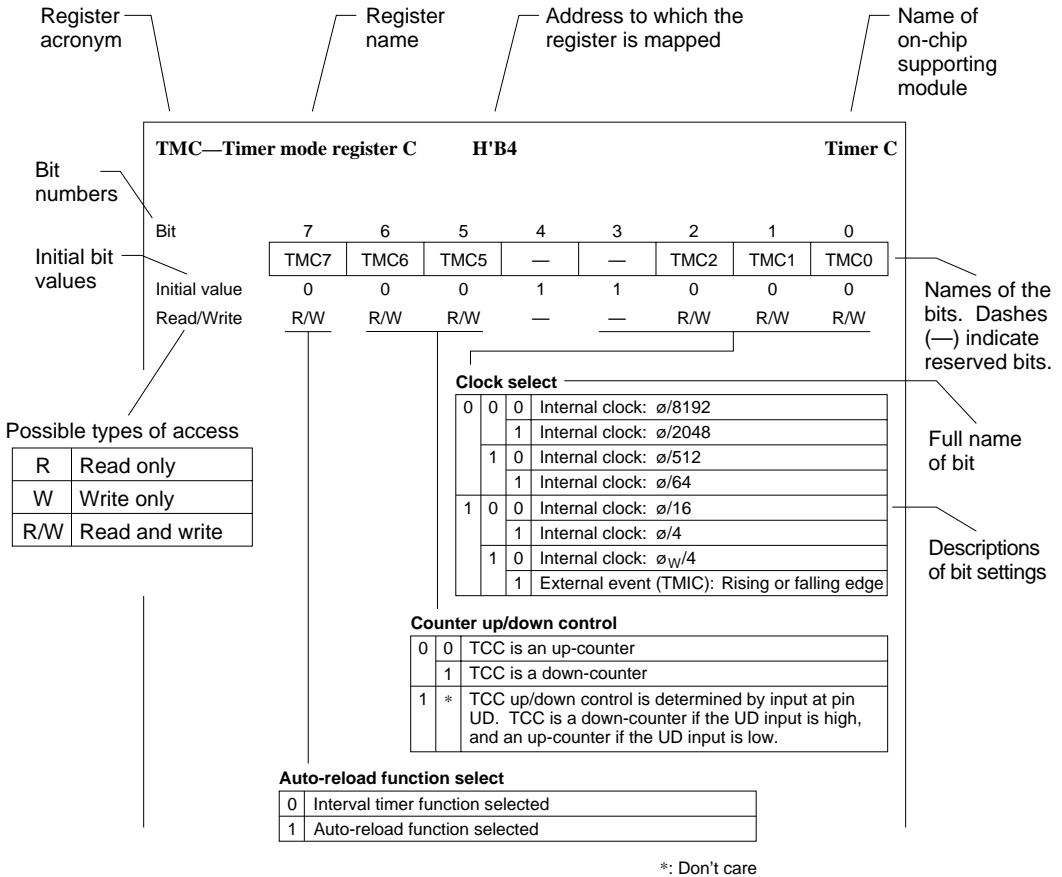 Register
acronym
Register
name
Address to which the
register is mapped
Name of
on-chip
supporting
module
TMC—Timer mode register C H'B4 Timer C
Bit
numbers
Bit 7 6 5 4 3 2 1 0
TMC7 TMC6 TMC5 — — TMC2 TMC1 TMC0
Initial bit
values
Initial value 0 0 0 1 1 0 0 0
Read/Write R/W R/W R/W — — R/W R/W R/W
Names of the
bits. Dashes
(—) indicate
reserved bits.
Possible types of access
R Read only
W Write only
R/W Read and write
Clock select
0 0 0 Internal clock: ø/8192
1 Internal clock: ø/2048
1 0 Internal clock: ø/512
1 Internal clock: ø/64
1 0 0 Internal clock: ø/16
1 Internal clock: ø/4
1 0 Internal clock: øW/4
1 External event (TMIC): Rising or falling edge
Full name
of bit
Descriptions
of bit settings
Counter up/down control
0 0 TCC is an up-counter
1 TCC is a down-counter
1 * TCC up/down control is determined by input at pin
UD. TCC is a down-counter if the UD input is high,
and an up-counter if the UD input is low.
Auto-reload function select
0 Interval timer function selected
1 Auto-reload function selected
*: Don't care